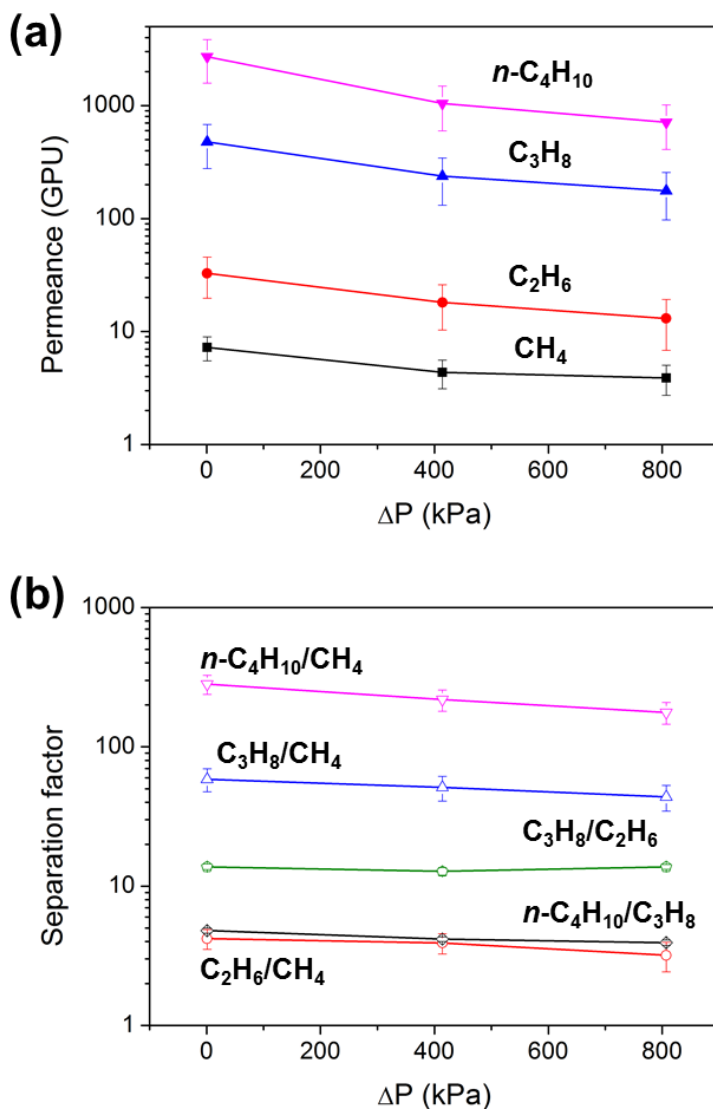 (a)
Permeance (GPU)
1000
100
10
1
n-C₄H₁₀
C₃H₈
C₂H₆
CH₄
0 200 400 600 800
ΔP (kPa)
(b)
Separation factor
1000
100
10
1
n-C₄H₁₀/CH₄
C₃H₈/CH₄
C₃H₈/C₂H₆
n-C₄H₁₀/C₃H₈
C₂H₆/CH₄
0 200 400 600 800
ΔP (kPa)